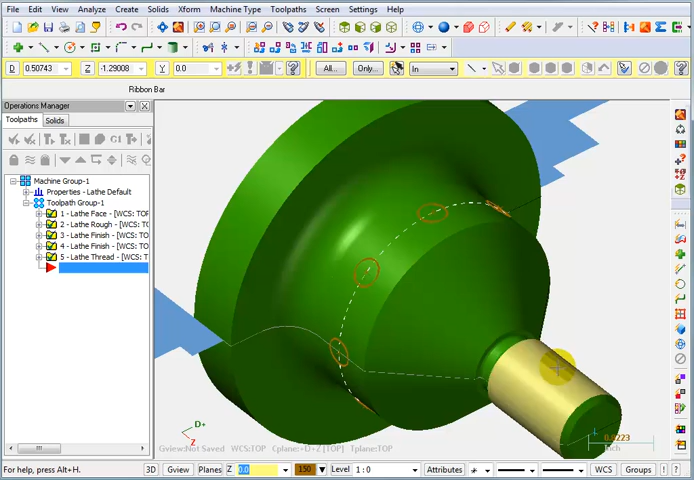 File Edit View Analyze Create Solids Xform Machine Type Toolpaths Screen Settings Help
D 0.50743 Z -1.29008 Y 0.0 All... Only... In
Ribbon Bar
Operations Manager
Toolpaths Solids
Machine Group-1
Properties - Lathe Default
Toolpath Group-1
1 - Lathe Face - [WCS: TOP
2 - Lathe Rough - [WCS: T
3 - Lathe Finish - [WCS: TO
4 - Lathe Finish - [WCS: TO
5 - Lathe Thread - [WCS: T
D+
Z
Gview:Not Saved WCS:TOP Cplane:+D+Z [TOP] Tplane:TOP
Inch
For help, press Alt+H. 3D Gview Planes Z 0.0 150 Level 1 : 0 Attributes WCS Groups